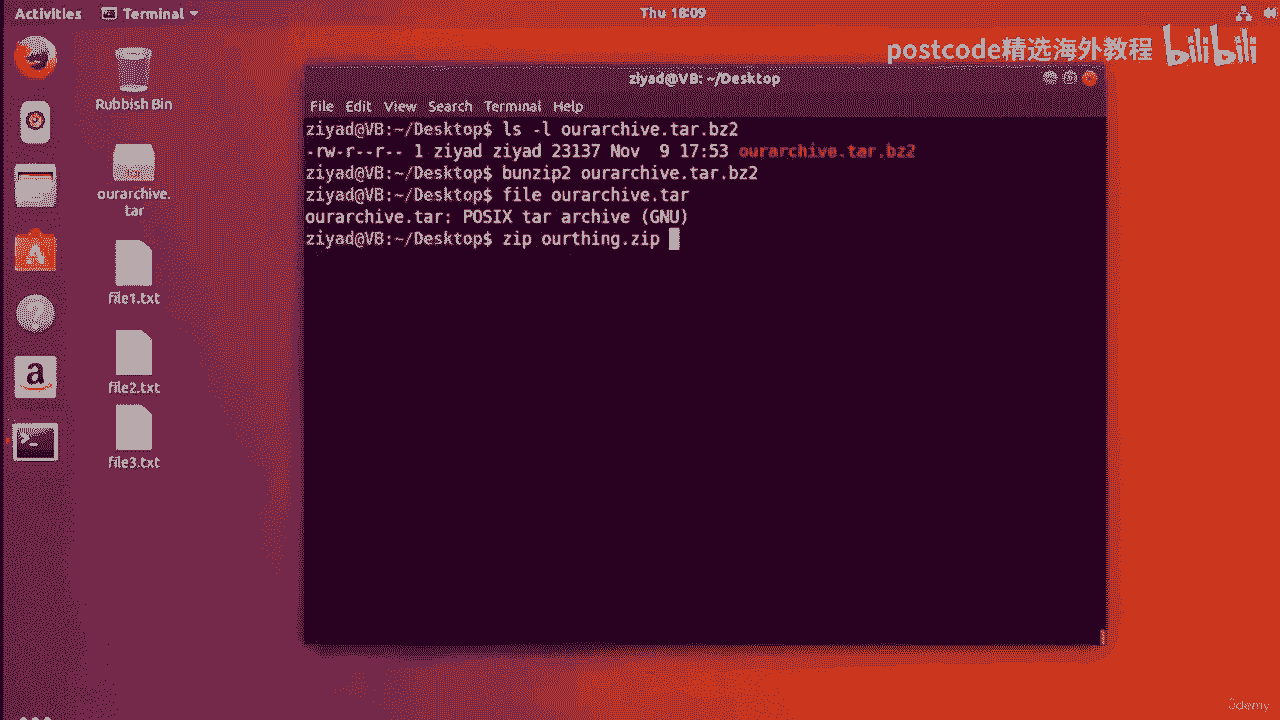 Activities Terminal Thu 18:09
postcode精选海外教程 bilibili
ziyad@VB: ~/Desktop
File Edit View Search Terminal Help
ziyad@VB:~/Desktop$ ls -l ourarchive.tar.bz2
-rw-r--r-- 1 ziyad ziyad 23137 Nov  9 17:53 ourarchive.tar.bz2
ziyad@VB:~/Desktop$ bunzip2 ourarchive.tar.bz2
ziyad@VB:~/Desktop$ file ourarchive.tar
ourarchive.tar: POSIX tar archive (GNU)
ziyad@VB:~/Desktop$ zip ourthing.zip
Rubbish Bin
ourarchive.
tar
file1.txt
file2.txt
file3.txt
a
>_
?
A
Udemy